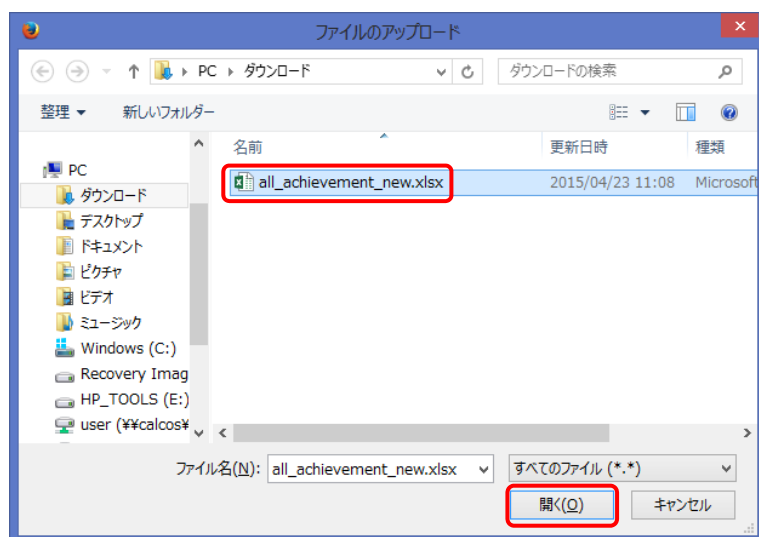 ファイルのアップロード
PC ▸ ダウンロード
ダウンロードの検索
整理 ▼ 新しいフォルダー
名前 更新日時 種類
PC
ダウンロード
デスクトップ
ドキュメント
ピクチャ
ビデオ
ミュージック
Windows (C:)
Recovery Imag
HP_TOOLS (E:)
user (¥¥calcos¥
all_achievement_new.xlsx 2015/04/23 11:08 Microsoft
ファイル名(N): all_achievement_new.xlsx すべてのファイル (*.*)
開く(O) キャンセル